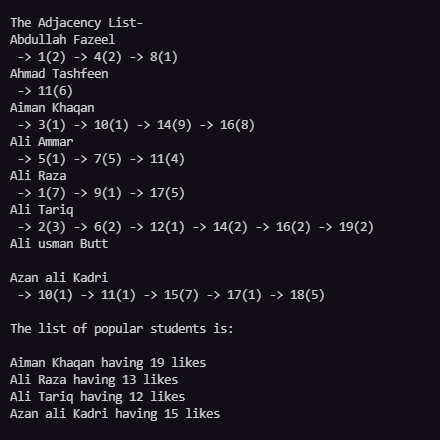 The Adjacency List-
Abdullah Fazeel
-> 1(2) -> 4(2) -> 8(1)
Ahmad Tashfeen
-> 11(6)
Aiman Khaqan
-> 3(1) -> 10(1) -> 14(9) -> 16(8)
Ali Ammar
-> 5(1) -> 7(5) -> 11(4)
Ali Raza
-> 1(7) -> 9(1) -> 17(5)
Ali Tariq
-> 2(3) -> 6(2) -> 12(1) -> 14(2) -> 16(2) -> 19(2)
Ali usman Butt
Azan ali Kadri
-> 10(1) -> 11(1) -> 15(7) -> 17(1) -> 18(5)
The list of popular students is:
Aiman Khaqan having 19 likes
Ali Raza having 13 likes
Ali Tariq having 12 likes
Azan ali Kadri having 15 likes